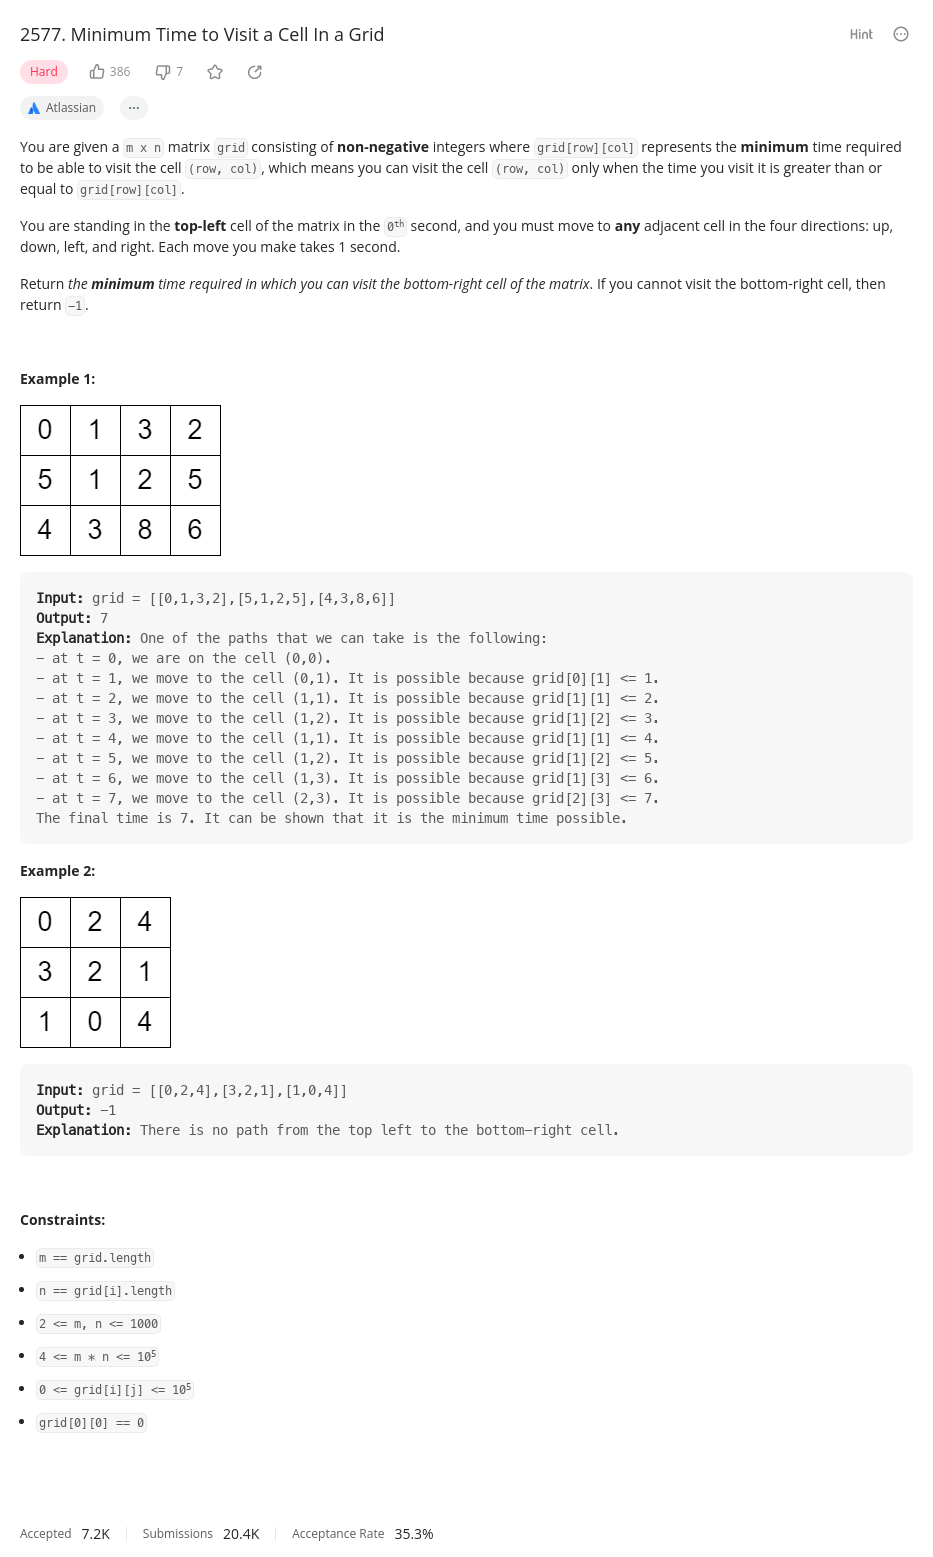 2577. Minimum Time to Visit a Cell In a Grid
Hint
Hard 386 7
Atlassian ···
You are given a m x n matrix grid consisting of non-negative integers where grid[row][col] represents the minimum time required
to be able to visit the cell (row, col), which means you can visit the cell (row, col) only when the time you visit it is greater than or
equal to grid[row][col].
You are standing in the top-left cell of the matrix in the 0th second, and you must move to any adjacent cell in the four directions: up,
down, left, and right. Each move you make takes 1 second.
Return the minimum time required in which you can visit the bottom-right cell of the matrix. If you cannot visit the bottom-right cell, then
return -1.
Example 1:
0 1 3 2
5 1 2 5
4 3 8 6
Input: grid = [[0,1,3,2],[5,1,2,5],[4,3,8,6]]
Output: 7
Explanation: One of the paths that we can take is the following:
- at t = 0, we are on the cell (0,0).
- at t = 1, we move to the cell (0,1). It is possible because grid[0][1] <= 1.
- at t = 2, we move to the cell (1,1). It is possible because grid[1][1] <= 2.
- at t = 3, we move to the cell (1,2). It is possible because grid[1][2] <= 3.
- at t = 4, we move to the cell (1,1). It is possible because grid[1][1] <= 4.
- at t = 5, we move to the cell (1,2). It is possible because grid[1][2] <= 5.
- at t = 6, we move to the cell (1,3). It is possible because grid[1][3] <= 6.
- at t = 7, we move to the cell (2,3). It is possible because grid[2][3] <= 7.
The final time is 7. It can be shown that it is the minimum time possible.
Example 2:
0 2 4
3 2 1
1 0 4
Input: grid = [[0,2,4],[3,2,1],[1,0,4]]
Output: -1
Explanation: There is no path from the top left to the bottom-right cell.
Constraints:
• m == grid.length
• n == grid[i].length
• 2 <= m, n <= 1000
• 4 <= m * n <= 10⁵
• 0 <= grid[i][j] <= 10⁵
• grid[0][0] == 0
Accepted 7.2K Submissions 20.4K Acceptance Rate 35.3%